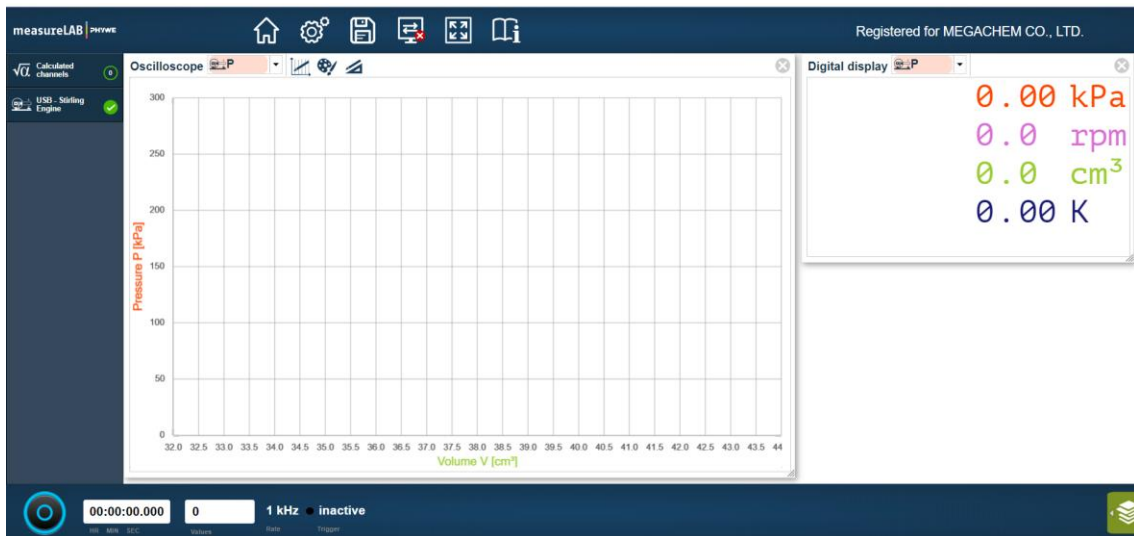 measureLAB PHYWE
Registered for MEGACHEM CO., LTD.
√α Calculated channels 0
USB - Stirling Engine
Oscilloscope P
300
250
200
150
100
50
0
Pressure P [kPa]
32.0 32.5 33.0 33.5 34.0 34.5 35.0 35.5 36.0 36.5 37.0 37.5 38.0 38.5 39.0 39.5 40.0 40.5 41.0 41.5 42.0 42.5 43.0 43.5 44
Volume V [cm³]
Digital display P
0.00 kPa
0.0 rpm
0.0 cm³
0.00 K
00:00:00.000
HH MIN SEC
0
Values
1 kHz
Rate
inactive
Trigger